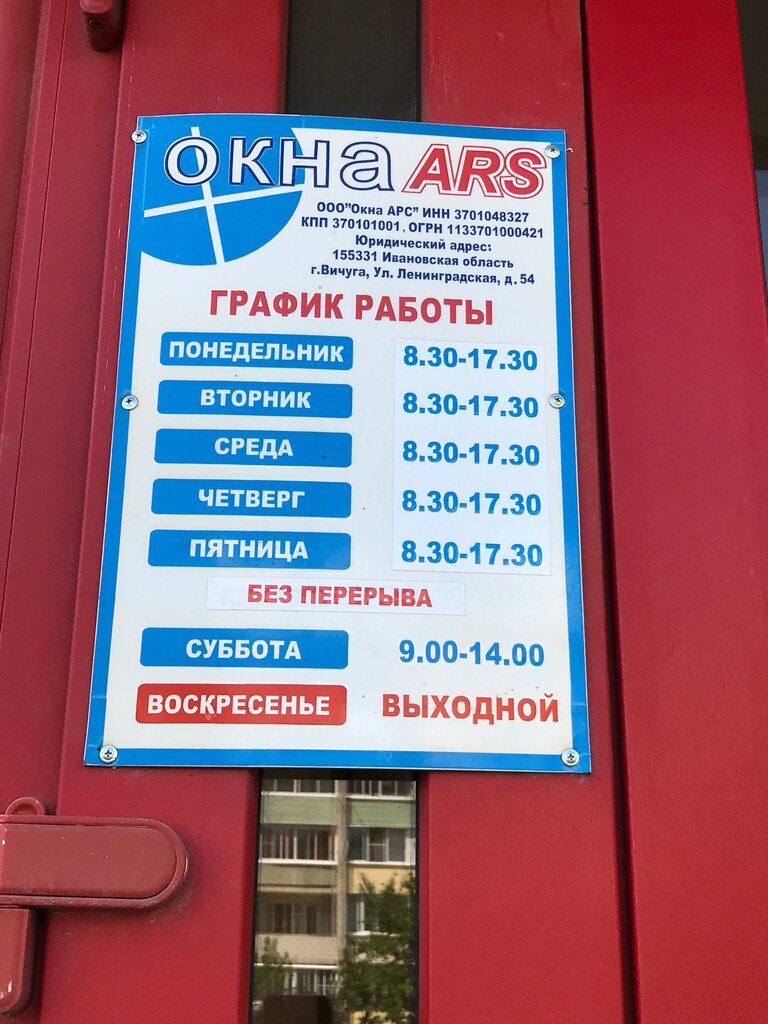 ОКНА ARS
ООО"Окна АРС" ИНН 3701048327
КПП 370101001, ОГРН 1133701000421
Юридический адрес:
155331 Ивановская область
г.Вичуга, Ул. Ленинградская, д. 54
ГРАФИК РАБОТЫ
ПОНЕДЕЛЬНИК 8.30-17.30
ВТОРНИК 8.30-17.30
СРЕДА 8.30-17.30
ЧЕТВЕРГ 8.30-17.30
ПЯТНИЦА 8.30-17.30
БЕЗ ПЕРЕРЫВА
СУББОТА 9.00-14.00
ВОСКРЕСЕНЬЕ ВЫХОДНОЙ